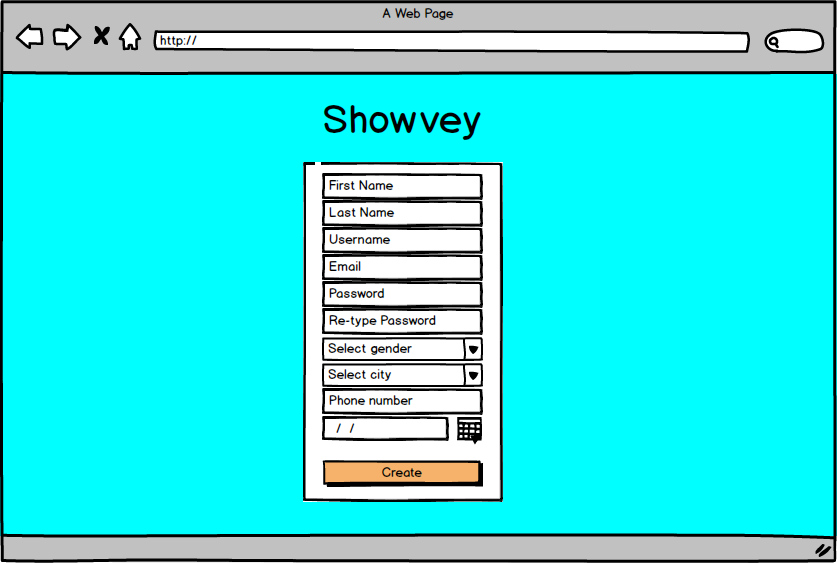 A Web Page
http://
Showvey
First Name
Last Name
Username
Email
Password
Re-type Password
Select gender
Select city
Phone number
/ /
Create